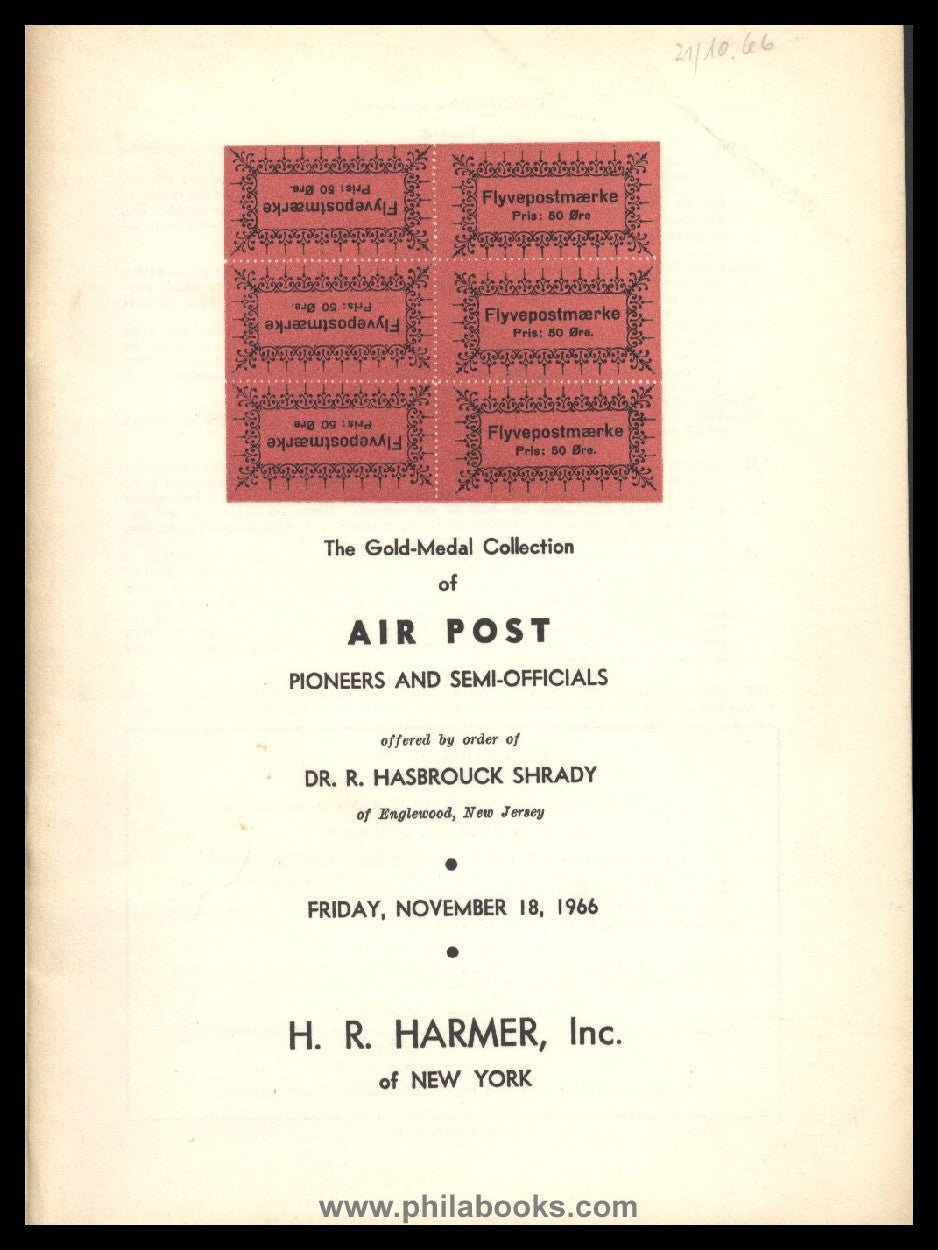 21/10.66
Flyvepostmærke
Pris: 50 Øre.
Flyvepostmærke
Pris: 50 Øre
Flyvepostmærke
Pris: 50 Øre.
Flyvepostmærke
Pris: 50 Øre.
Flyvepostmærke
Pris: 50 Øre.
Flyvepostmærke
Pris: 50 Øre.
The Gold-Medal Collection
of
AIR POST
PIONEERS AND SEMI-OFFICIALS
offered by order of
DR. R. HASBROUCK SHRADY
of Englewood, New Jersey
FRIDAY, NOVEMBER 18, 1966
H. R. HARMER, Inc.
of NEW YORK
www.philabooks.com